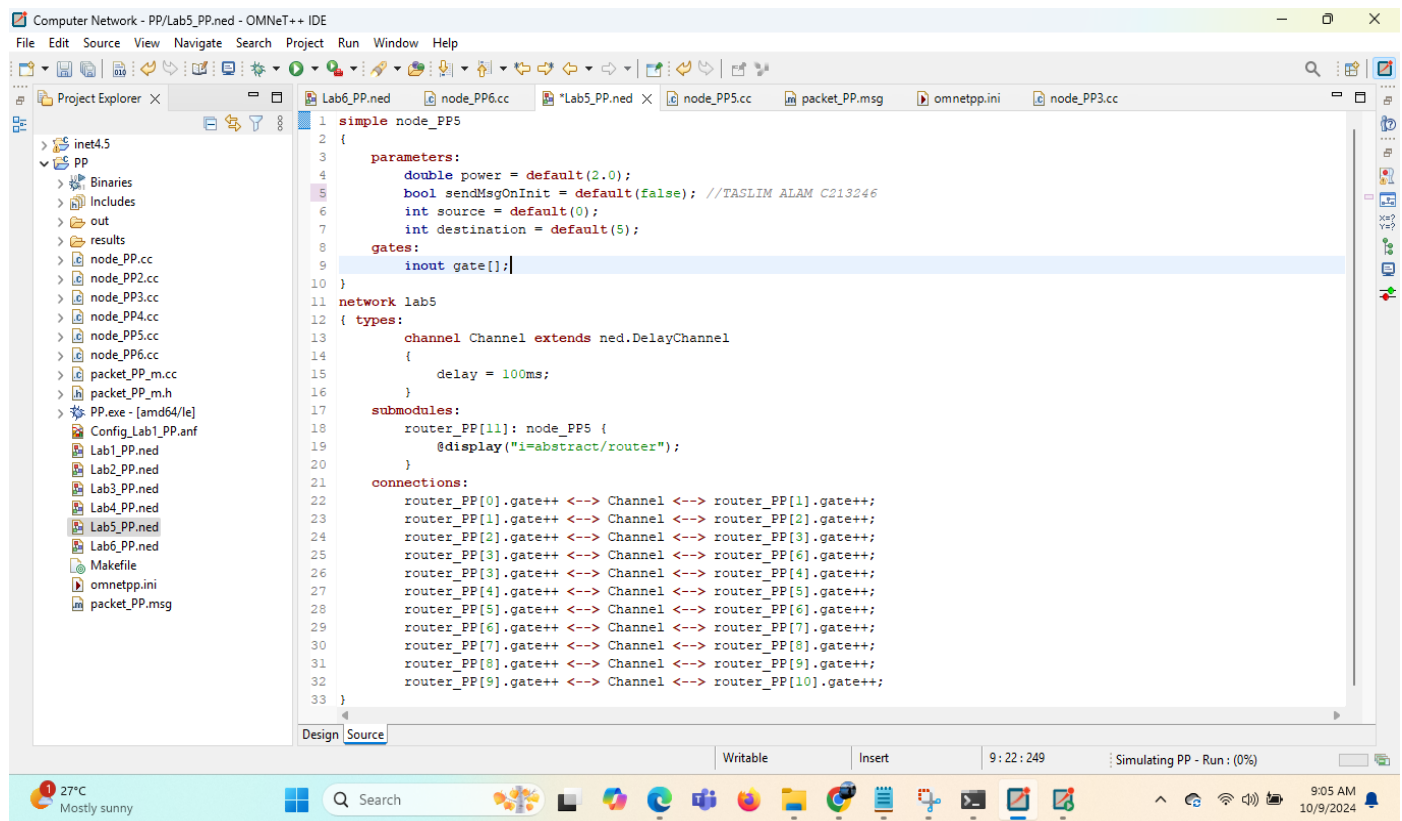 Computer Network - PP/Lab5_PP.ned - OMNeT++ IDE
File Edit Source View Navigate Search Project Run Window Help
Project Explorer
Lab6_PP.ned
node_PP6.cc
*Lab5_PP.ned
node_PP5.cc
packet_PP.msg
omnetpp.ini
node_PP3.cc
inet4.5
PP
Binaries
Includes
out
results
node_PP.cc
node_PP2.cc
node_PP3.cc
node_PP4.cc
node_PP5.cc
node_PP6.cc
packet_PP_m.cc
packet_PP_m.h
PP.exe - [amd64/le]
Config_Lab1_PP.anf
Lab1_PP.ned
Lab2_PP.ned
Lab3_PP.ned
Lab4_PP.ned
Lab5_PP.ned
Lab6_PP.ned
Makefile
omnetpp.ini
packet_PP.msg
1 simple node_PP5
2 {
3 parameters:
4 double power = default(2.0);
5 bool sendMsgOnInit = default(false); //TASLIM ALAM C213246
6 int source = default(0);
7 int destination = default(5);
8 gates:
9 inout gate[];
10 }
11 network lab5
12 { types:
13 channel Channel extends ned.DelayChannel
14 {
15 delay = 100ms;
16 }
17 submodules:
18 router_PP[11]: node_PP5 {
19 @display("i=abstract/router");
20 }
21 connections:
22 router_PP[0].gate++ <--> Channel <--> router_PP[1].gate++;
23 router_PP[1].gate++ <--> Channel <--> router_PP[2].gate++;
24 router_PP[2].gate++ <--> Channel <--> router_PP[3].gate++;
25 router_PP[3].gate++ <--> Channel <--> router_PP[6].gate++;
26 router_PP[3].gate++ <--> Channel <--> router_PP[4].gate++;
27 router_PP[4].gate++ <--> Channel <--> router_PP[5].gate++;
28 router_PP[5].gate++ <--> Channel <--> router_PP[6].gate++;
29 router_PP[6].gate++ <--> Channel <--> router_PP[7].gate++;
30 router_PP[7].gate++ <--> Channel <--> router_PP[8].gate++;
31 router_PP[8].gate++ <--> Channel <--> router_PP[9].gate++;
32 router_PP[9].gate++ <--> Channel <--> router_PP[10].gate++;
33 }
Design Source
Writable Insert 9 : 22 : 249 Simulating PP - Run : (0%)
1
27°C
Mostly sunny
Search
9:05 AM
10/9/2024